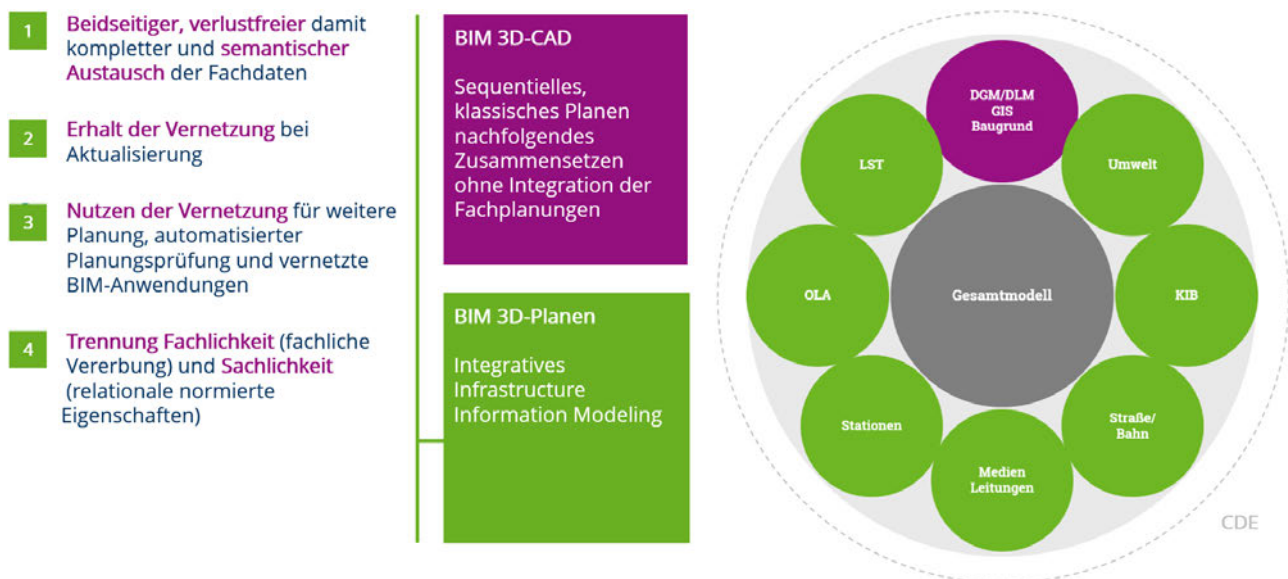 1
Beidseitiger, verlustfreier damit
kompletter und semantischer
Austausch der Fachdaten
2
Erhalt der Vernetzung bei
Aktualisierung
3
Nutzen der Vernetzung für weitere
Planung, automatisierter
Planungsprüfung und vernetzte
BIM-Anwendungen
4
Trennung Fachlichkeit (fachliche
Vererbung) und Sachlichkeit
(relationale normierte
Eigenschaften)
BIM 3D-CAD
Sequentielles,
klassisches Planen
nachfolgendes
Zusammensetzen
ohne Integration der
Fachplanungen
BIM 3D-Planen
Integratives
Infrastructure
Information Modeling
DGM/DLM
GIS
Baugrund
LST
Umwelt
OLA
Gesamtmodell
KIB
Stationen
Straße/
Bahn
Medien
Leitungen
CDE